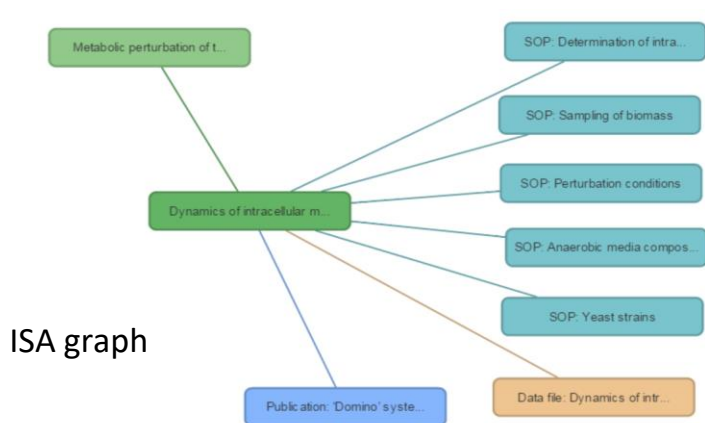 Metabolic perturbation of t...
SOP: Determination of intra...
SOP: Sampling of biomass
SOP: Perturbation conditions
Dynamics of intracellular m...
SOP: Anaerobic media compos...
SOP: Yeast strains
ISA graph
Data file: Dynamics of intr...
Publication: 'Domino' syste...